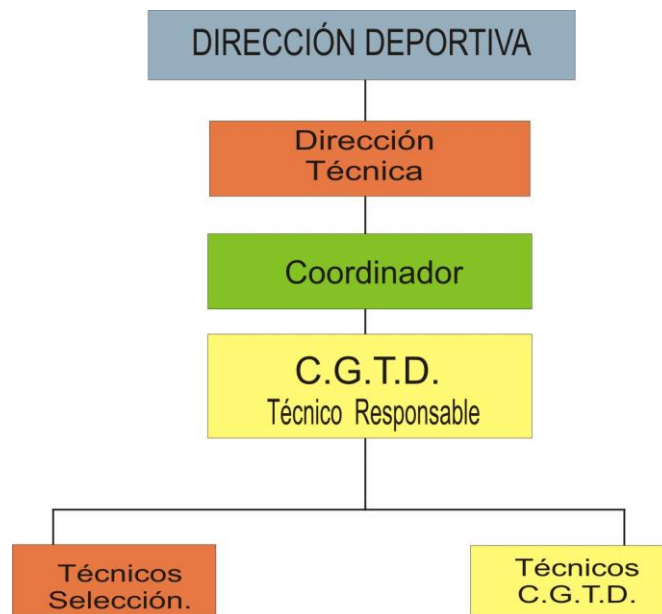 DIRECCIÓN DEPORTIVA
Dirección
Técnica
Coordinador
C.G.T.D.
Técnico Responsable
Técnicos
Selección.
Técnicos
C.G.T.D.